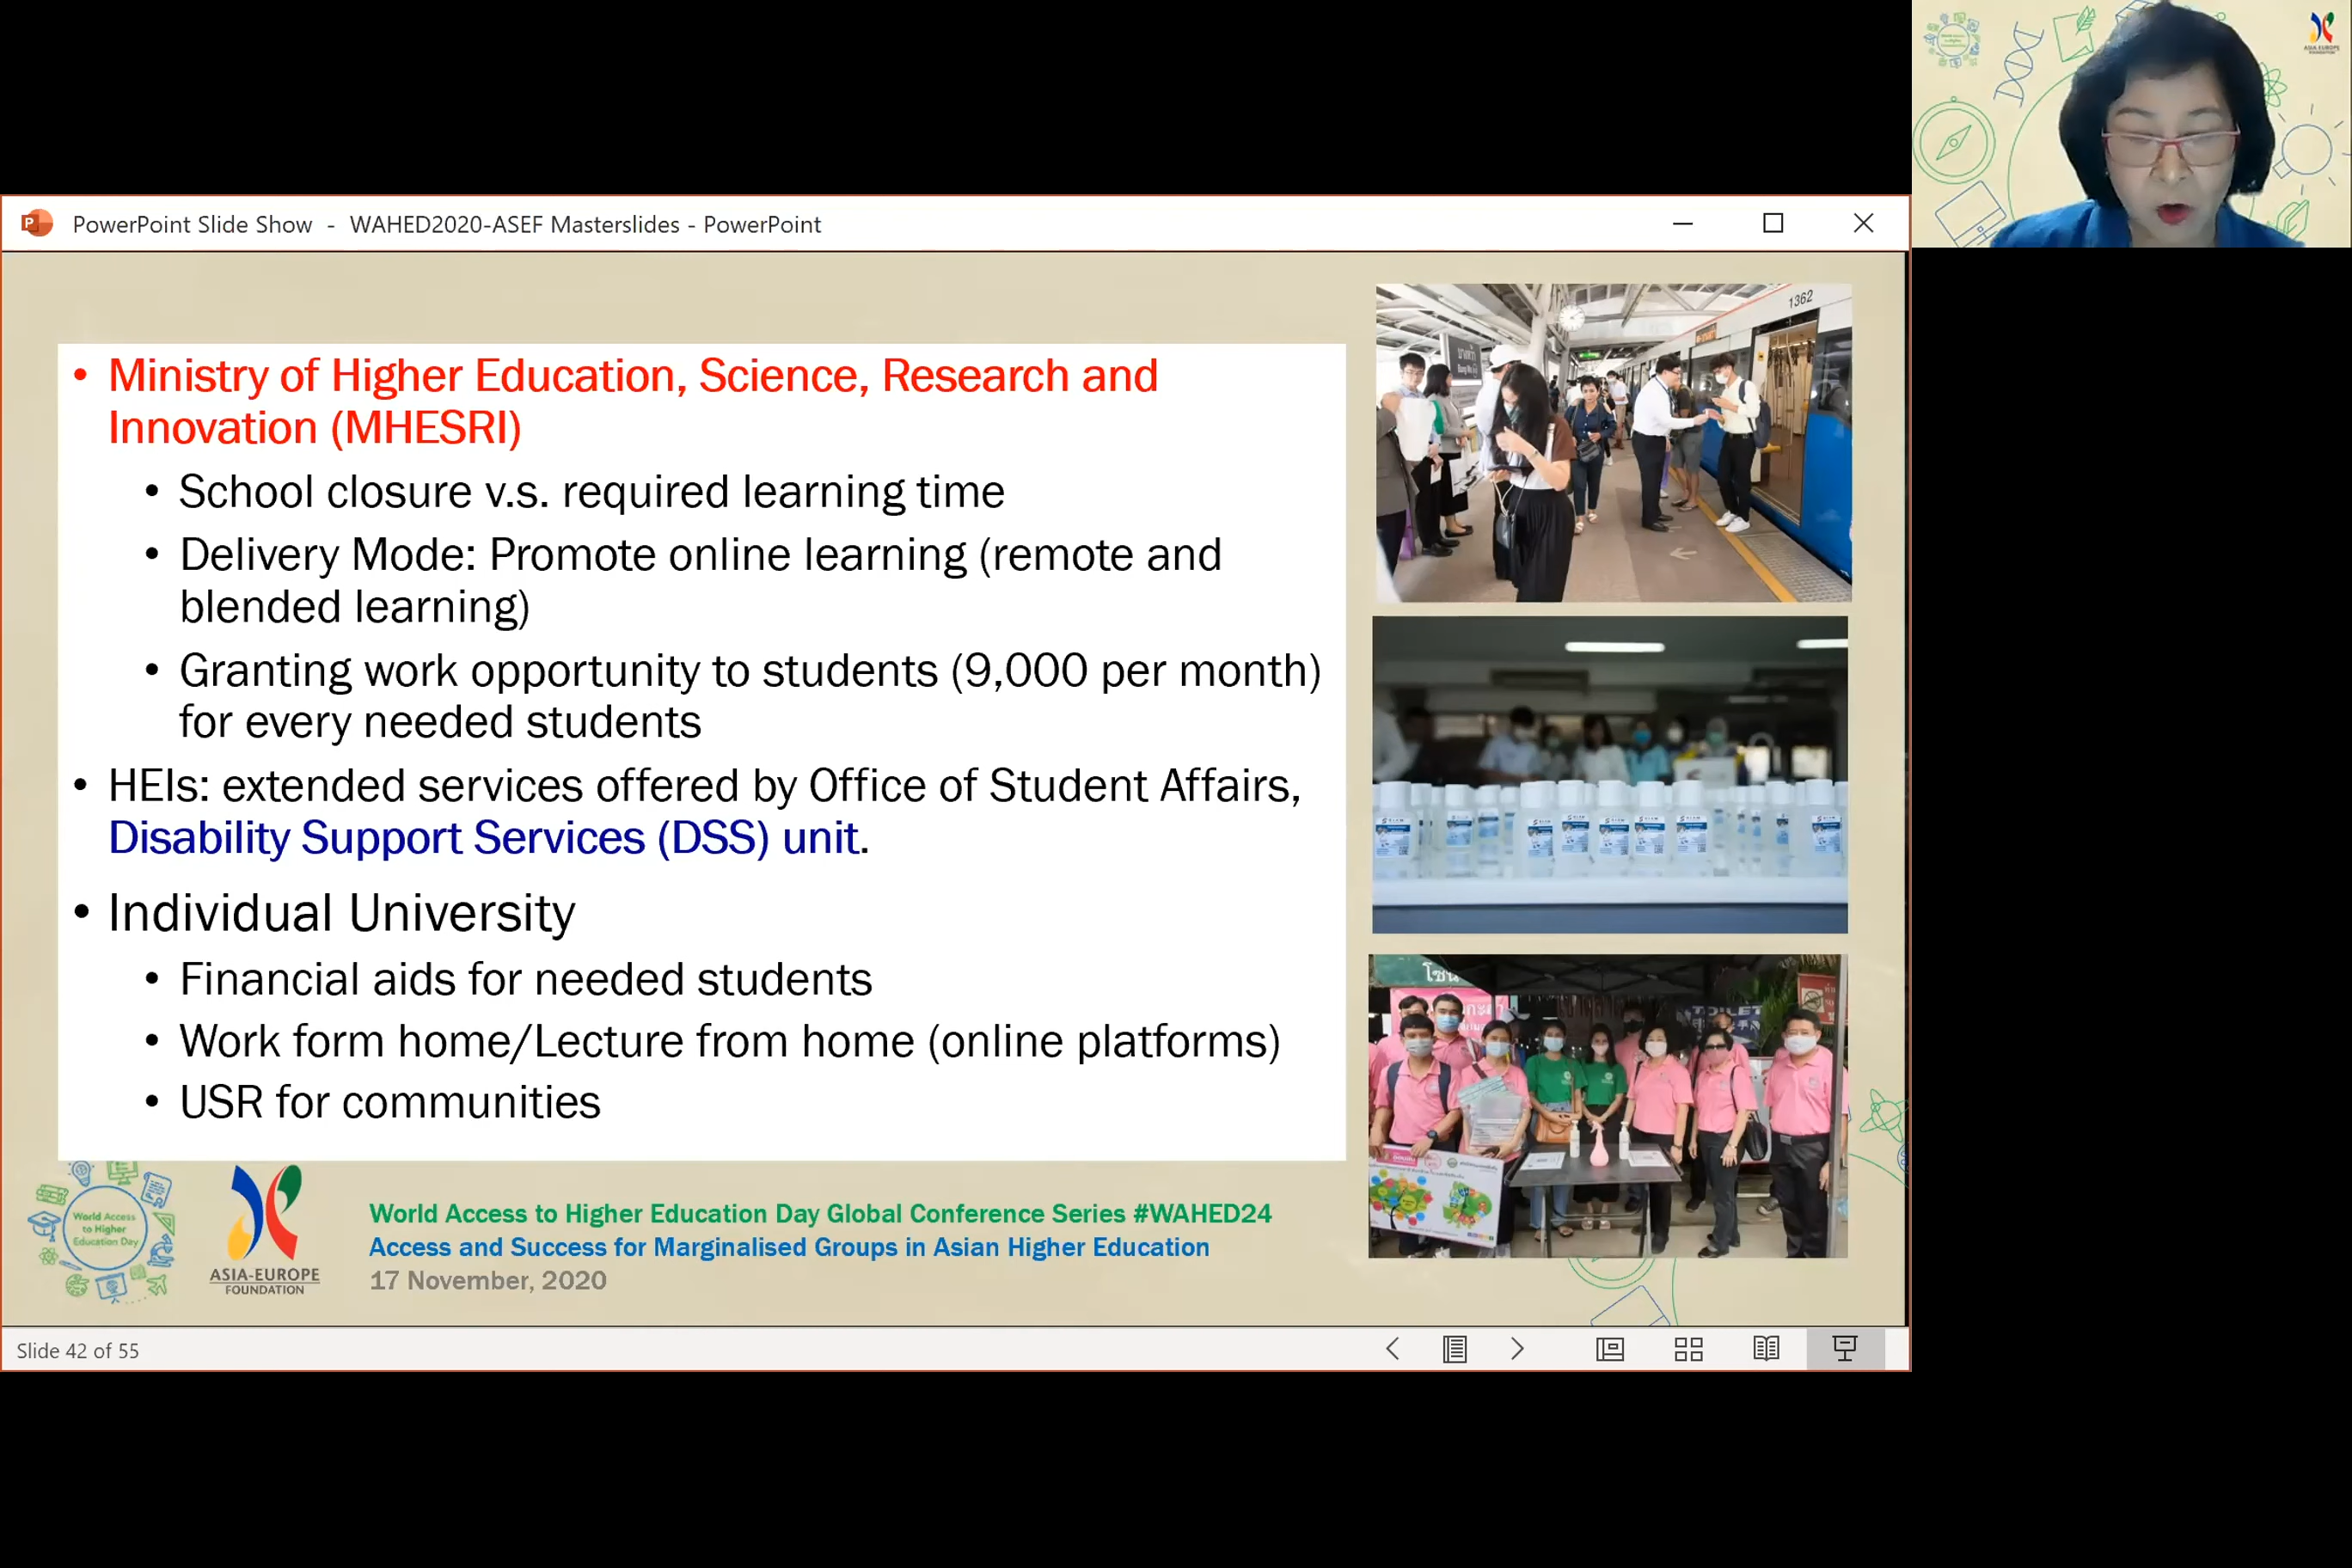 PowerPoint Slide Show - WAHED2020-ASEF Masterslides - PowerPoint
ASIA-EUROPE
FOUNDATION
• Ministry of Higher Education, Science, Research and
Innovation (MHESRI)
• School closure v.s. required learning time
• Delivery Mode: Promote online learning (remote and
blended learning)
• Granting work opportunity to students (9,000 per month)
for every needed students
• HEIs: extended services offered by Office of Student Affairs,
Disability Support Services (DSS) unit.
• Individual University
• Financial aids for needed students
• Work form home/Lecture from home (online platforms)
• USR for communities
1362
TOILET
World Access
to Higher
Education Day
ASIA-EUROPE
FOUNDATION
World Access to Higher Education Day Global Conference Series #WAHED24
Access and Success for Marginalised Groups in Asian Higher Education
17 November, 2020
Slide 42 of 55